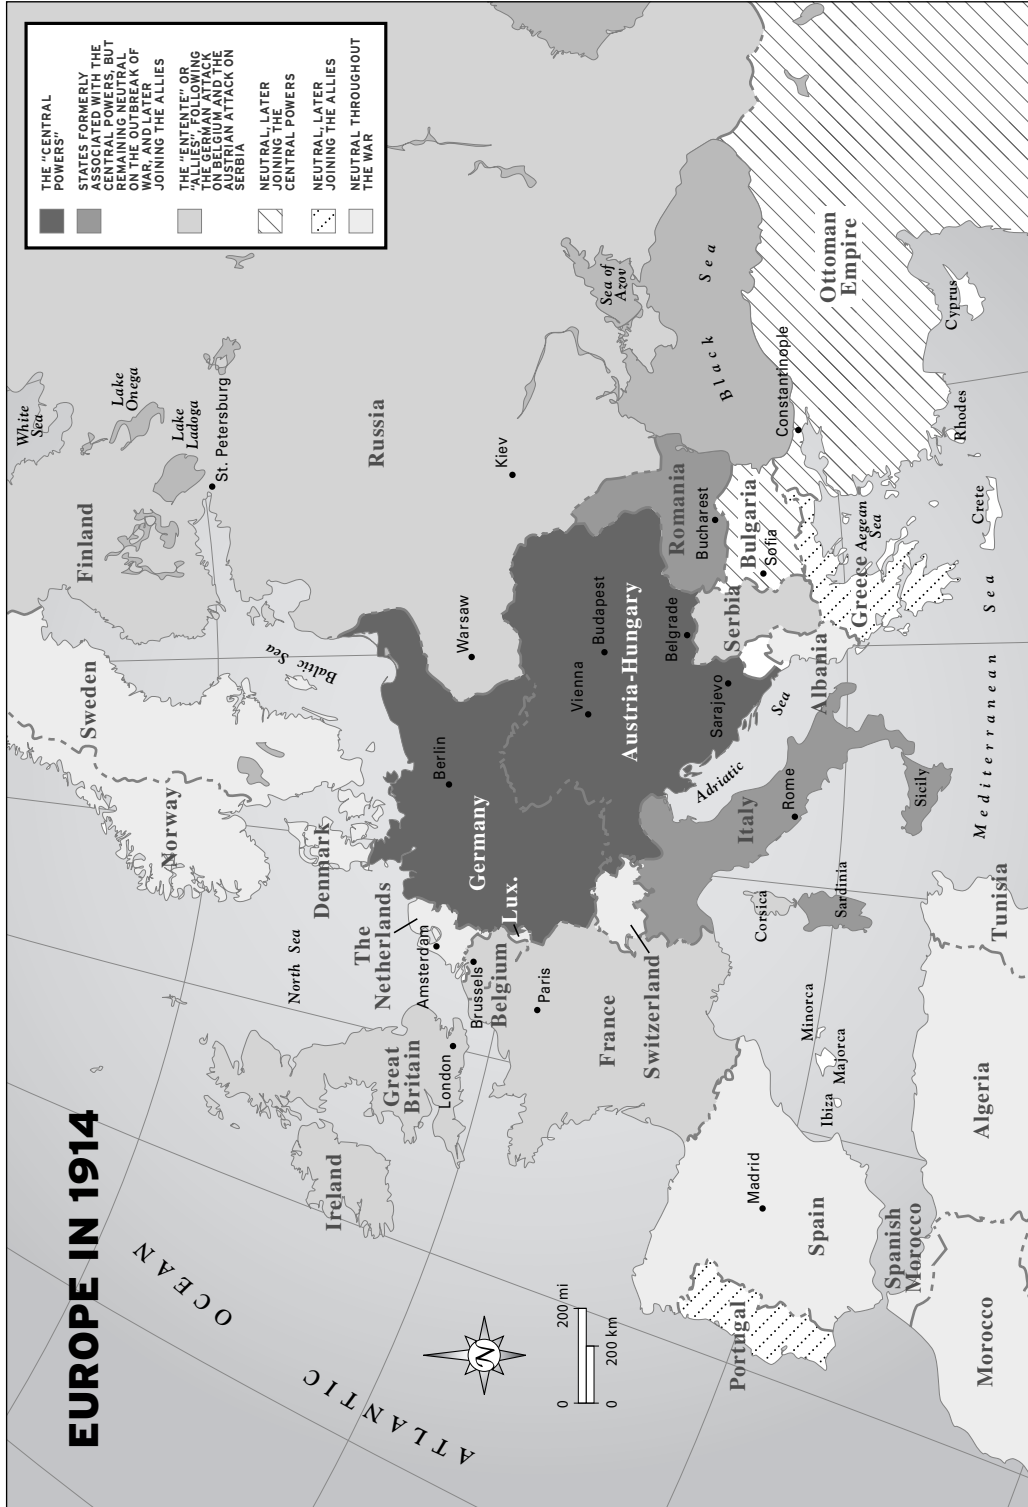 EUROPE IN 1914
THE "CENTRAL
POWERS"
STATES FORMERLY
ASSOCIATED WITH THE
CENTRAL POWERS, BUT
REMAINING NEUTRAL
ON THE OUTBREAK OF
WAR, AND LATER
JOINING THE ALLIES
THE "ENTENTE" OR
"ALLIES", FOLLOWING
THE GERMAN ATTACK
ON BELGIUM AND THE
AUSTRIAN ATTACK ON
SERBIA
NEUTRAL, LATER
JOINING THE
CENTRAL POWERS
NEUTRAL, LATER
JOINING THE ALLIES
NEUTRAL THROUGHOUT
THE WAR
White
Sea
Lake
Onega
Lake
Ladoga
St. Petersburg
Finland
Sweden
Norway
Baltic Sea
Denmark
North Sea
Russia
ATLANTIC
OCEAN
Ireland
Great
Britain
London
The
Netherlands
Amsterdam
Brussels
Belgium
Lux.
Germany
Berlin
Warsaw
Kiev
Paris
France
Switzerland
Vienna
Budapest
Austria-Hungary
Sea of
Azov
Black Sea
Romania
Bucharest
Belgrade
Serbia
Sarajevo
Bulgaria
Sofia
Constantinople
Ottoman
Empire
Adriatic
Sea
Italy
Rome
Albania
Greece
Aegean
Sea
Corsica
Sardinia
Sicily
Portugal
Madrid
Spain
Minorca
Majorca
Ibiza
Mediterranean Sea
Crete
Rhodes
Cyprus
Spanish
Morocco
Morocco
Algeria
Tunisia
N
0
200 mi
0
200 km